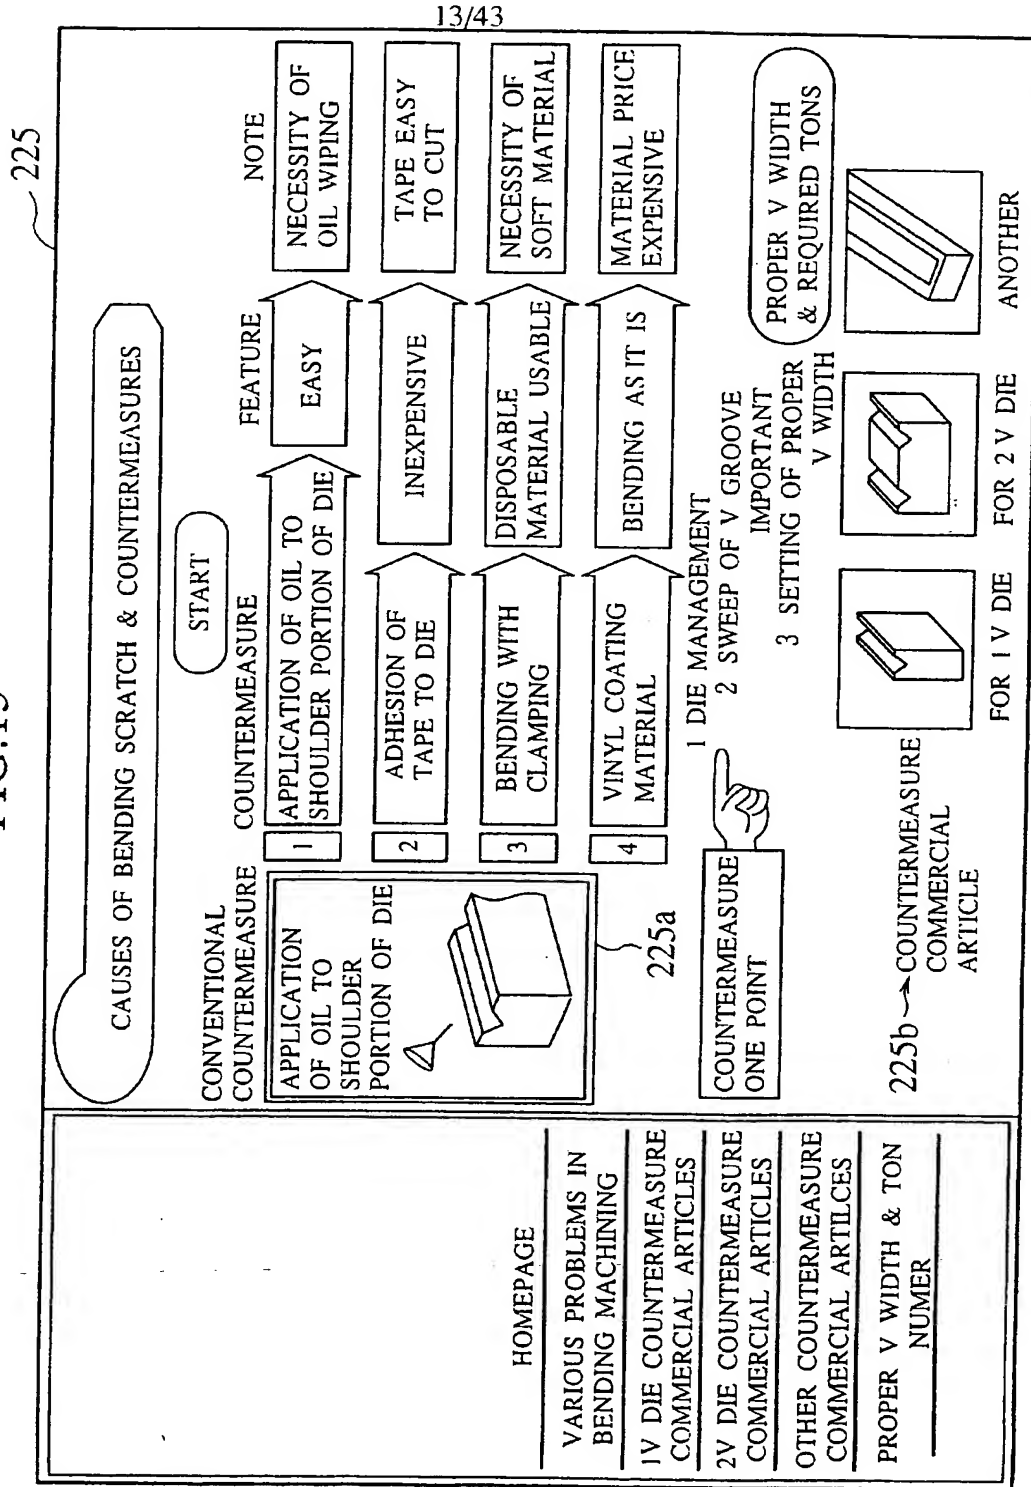 13/43
225
CAUSES OF BENDING SCRATCH & COUNTERMEASURES
START
CONVENTIONAL
COUNTERMEASURE
COUNTERMEASURE
FEATURE
NOTE
APPLICATION
OF OIL TO
SHOULDER
PORTION OF DIE
225a
1
APPLICATION OF OIL TO
SHOULDER PORTION OF DIE
EASY
NECESSITY OF
OIL WIPING
2
ADHESION OF
TAPE TO DIE
INEXPENSIVE
TAPE EASY
TO CUT
3
BENDING WITH
CLAMPING
DISPOSABLE
MATERIAL USABLE
NECESSITY OF
SOFT MATERIAL
4
VINYL COATING
MATERIAL
BENDING AS IT IS
MATERIAL PRICE
EXPENSIVE
COUNTERMEASURE
ONE POINT
1 DIE MANAGEMENT
2 SWEEP OF V GROOVE
IMPORTANT
3 SETTING OF PROPER
V WIDTH
PROPER V WIDTH
& REQUIRED TONS
225b
COUNTERMEASURE
COMMERCIAL
ARTICLE
FOR 1 V DIE
FOR 2 V DIE
ANOTHER
HOMEPAGE
VARIOUS PROBLEMS IN
BENDING MACHINING
1V DIE COUNTERMEASURE
COMMERCIAL ARTICLES
2V DIE COUNTERMEASURE
COMMERCIAL ARTICLES
OTHER COUNTERMEASURE
COMMERCIAL ARTILCES
PROPER V WIDTH & TON
NUMER